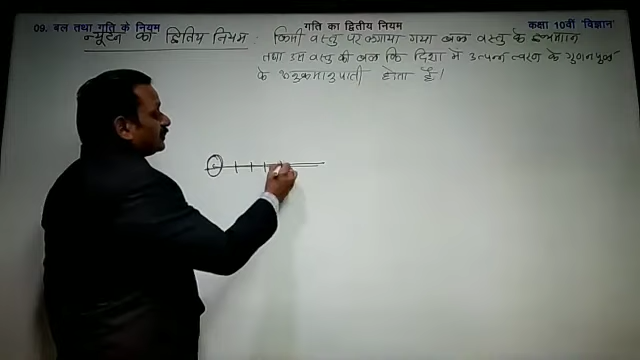 09. बल तथा गति के नियम
गति का द्वितीय नियम
कक्षा 10वीं 'विज्ञान'
न्यूटन का द्वितिय नियम : किसी वस्तु पर लगाया गया बल वस्तु के द्रव्यमान
तथा उस वस्तु की बल कि दिशा में उत्पन्न त्वरण के गुणनफल
के अनुक्रमानुपाती होता है।